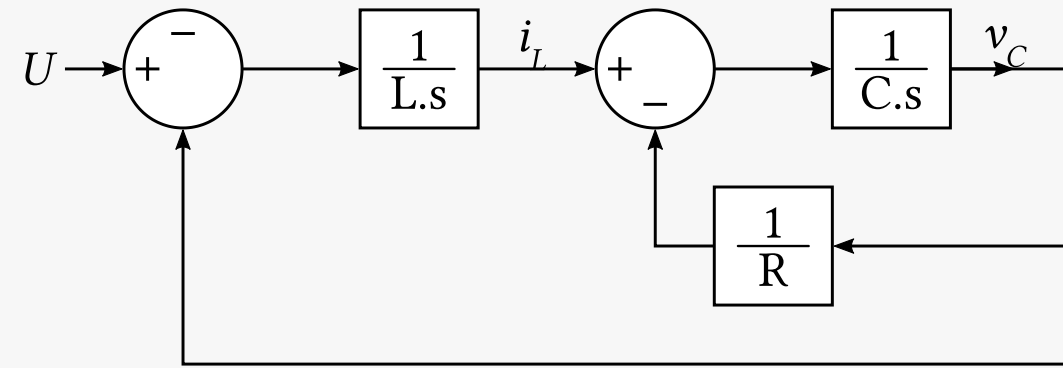 U + − 1/L.s i_L + − 1/C.s v_C
1/R